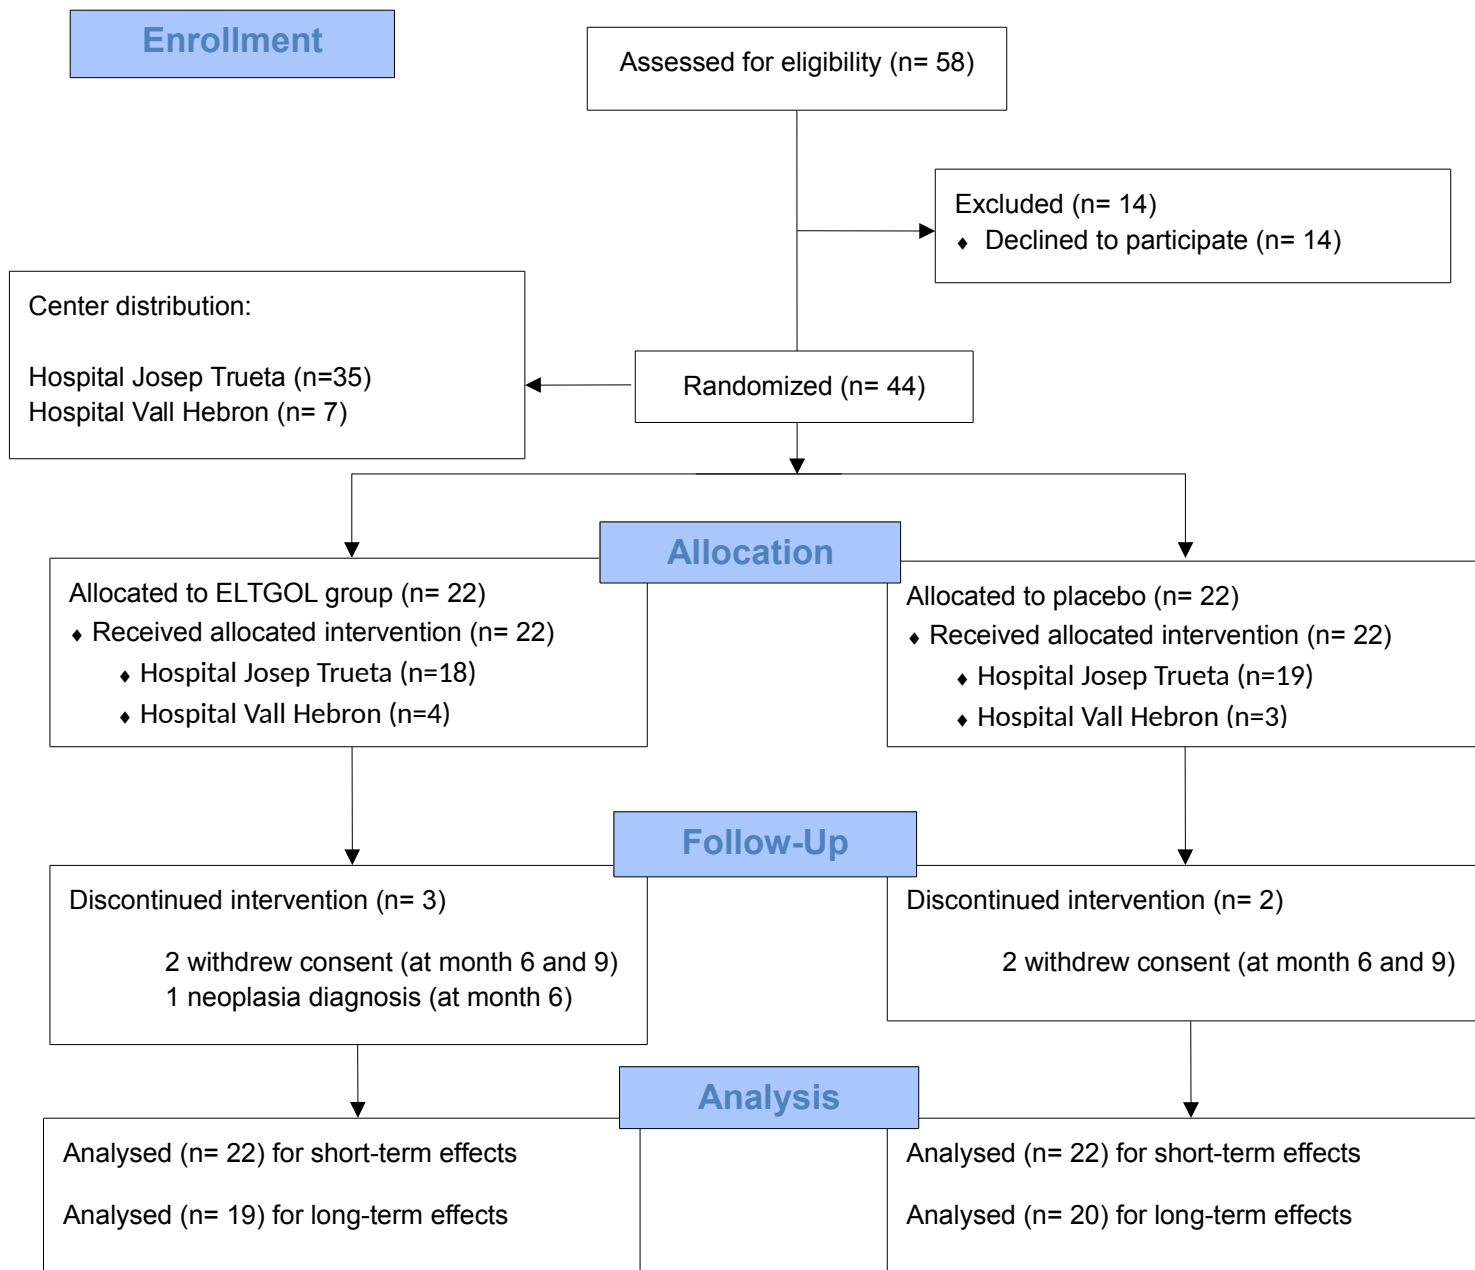 Enrollment
Assessed for eligibility (n= 58)
Excluded (n= 14)
♦ Declined to participate (n= 14)
Center distribution:
Hospital Josep Trueta (n=35)
Hospital Vall Hebron (n= 7)
Randomized (n= 44)
Allocation
Allocated to ELTGOL group (n= 22)
♦ Received allocated intervention (n= 22)
♦ Hospital Josep Trueta (n=18)
♦ Hospital Vall Hebron (n=4)
Allocated to placebo (n= 22)
♦ Received allocated intervention (n= 22)
♦ Hospital Josep Trueta (n=19)
♦ Hospital Vall Hebron (n=3)
Follow-Up
Discontinued intervention (n= 3)
2 withdrew consent (at month 6 and 9)
1 neoplasia diagnosis (at month 6)
Discontinued intervention (n= 2)
2 withdrew consent (at month 6 and 9)
Analysis
Analysed (n= 22) for short-term effects
Analysed (n= 19) for long-term effects
Analysed (n= 22) for short-term effects
Analysed (n= 20) for long-term effects